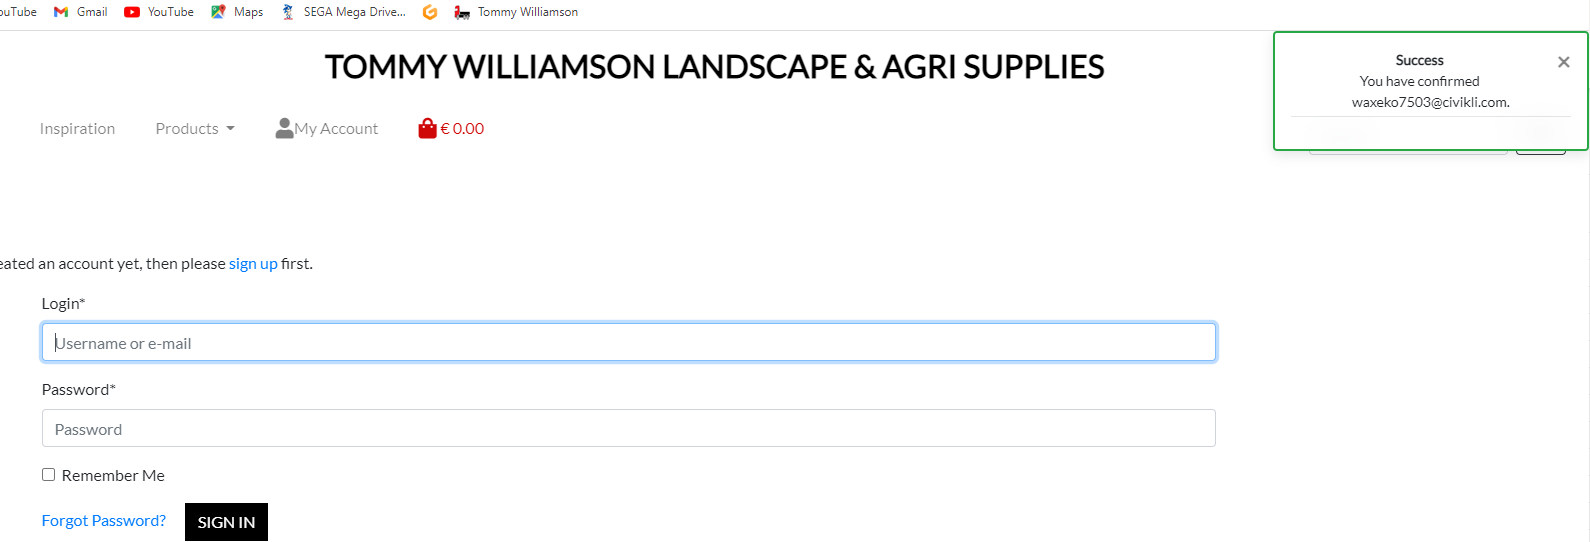 Gmail YouTube Maps SEGA Mega Drive... Tommy Williamson
TOMMY WILLIAMSON LANDSCAPE & AGRI SUPPLIES
Success
You have confirmed
waxeko7503@civikli.com.
Inspiration Products My Account € 0.00
an account yet, then please sign up first.
Login*
Username or e-mail
Password*
Password
Remember Me
Forgot Password? SIGN IN